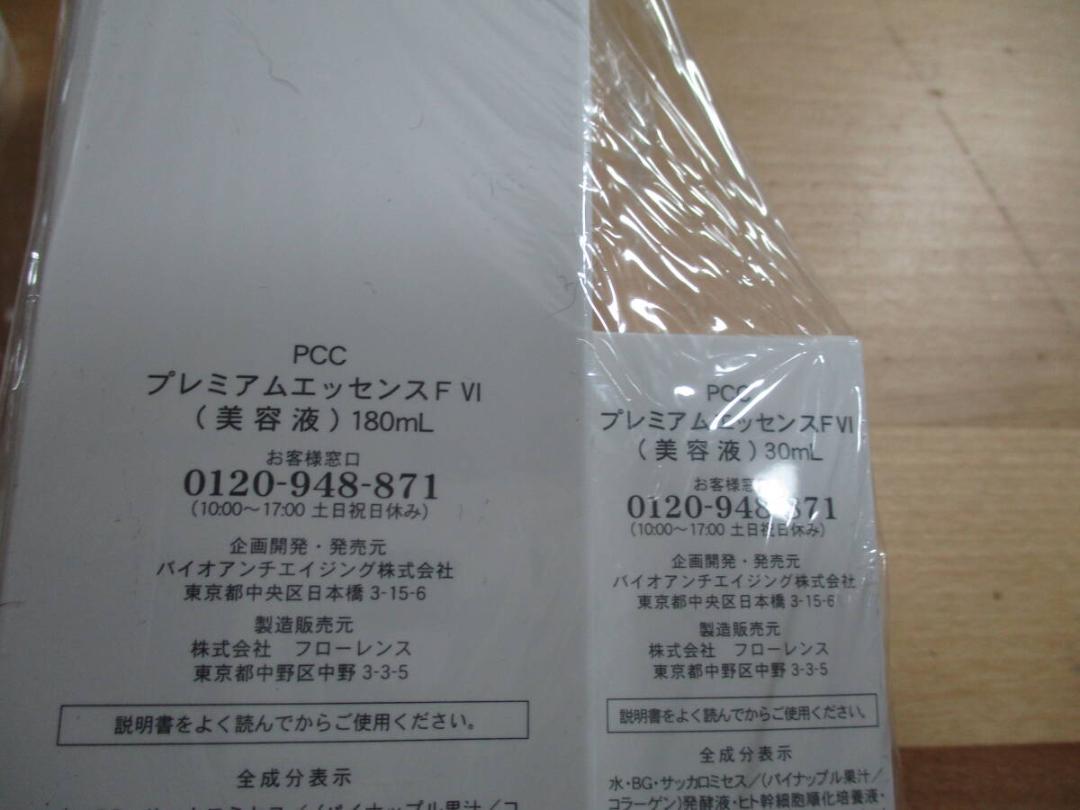 PCC
プレミアムエッセンスF VI
(美容液) 180mL
お客様窓口
0120-948-871
(10:00～17:00 土日祝日休み)
企画開発・発売元
バイオアンチエイジング株式会社
東京都中央区日本橋 3-15-6
製造販売元
株式会社 フローレンス
東京都中野区中野 3-3-5
説明書をよく読んでからご使用ください。
全成分表示
PCC
プレミアムエッセンスF VI
(美容液) 30mL
お客様窓口
0120-948-871
(10:00～17:00 土日祝日休み)
企画開発・発売元
バイオアンチエイジング株式会社
東京都中央区日本橋 3-15-6
製造販売元
株式会社 フローレンス
東京都中野区中野 3-3-5
説明書をよく読んでからご使用ください。
全成分表示
水・BG・サッカロミセス/(パイナップル果汁/
コラーゲン)発酵液・ヒト幹細胞順化培養液・